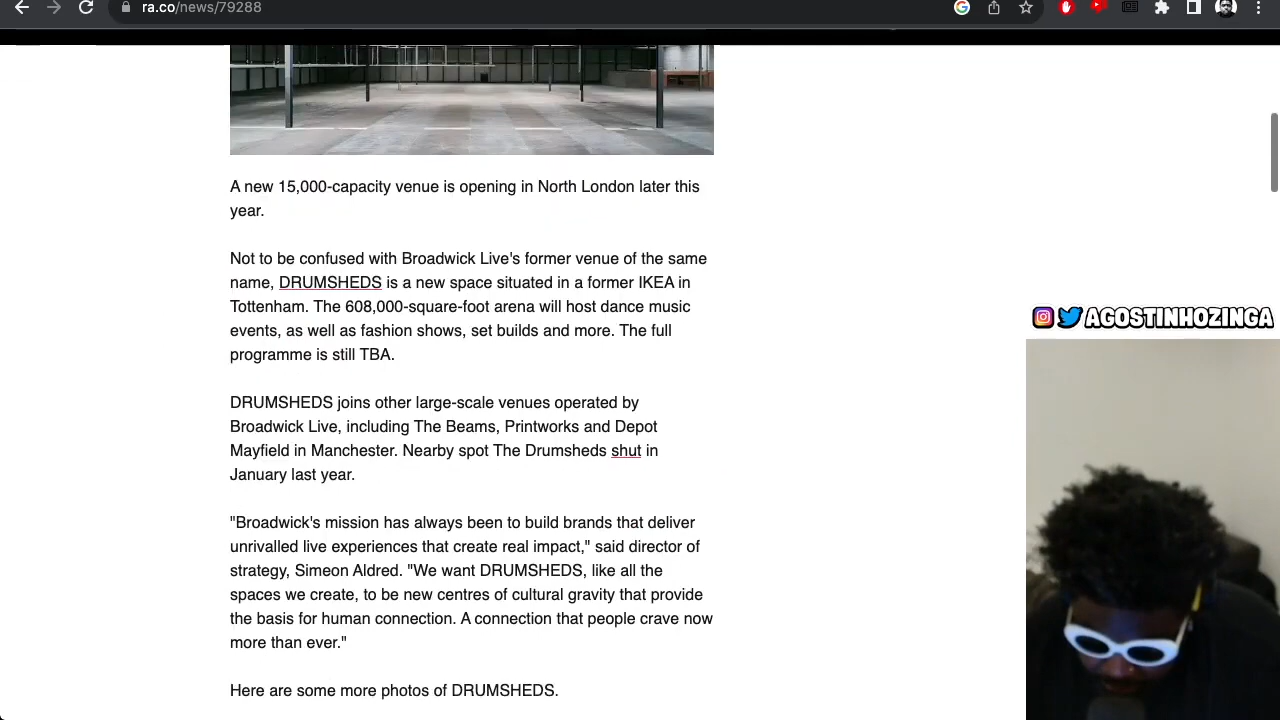 ra.co/news/79288
A new 15,000-capacity venue is opening in North London later this
year.
Not to be confused with Broadwick Live's former venue of the same
name, DRUMSHEDS is a new space situated in a former IKEA in
Tottenham. The 608,000-square-foot arena will host dance music
events, as well as fashion shows, set builds and more. The full
programme is still TBA.
DRUMSHEDS joins other large-scale venues operated by
Broadwick Live, including The Beams, Printworks and Depot
Mayfield in Manchester. Nearby spot The Drumsheds shut in
January last year.
"Broadwick's mission has always been to build brands that deliver
unrivalled live experiences that create real impact," said director of
strategy, Simeon Aldred. "We want DRUMSHEDS, like all the
spaces we create, to be new centres of cultural gravity that provide
the basis for human connection. A connection that people crave now
more than ever."
Here are some more photos of DRUMSHEDS.
AGOSTINHOZINGA